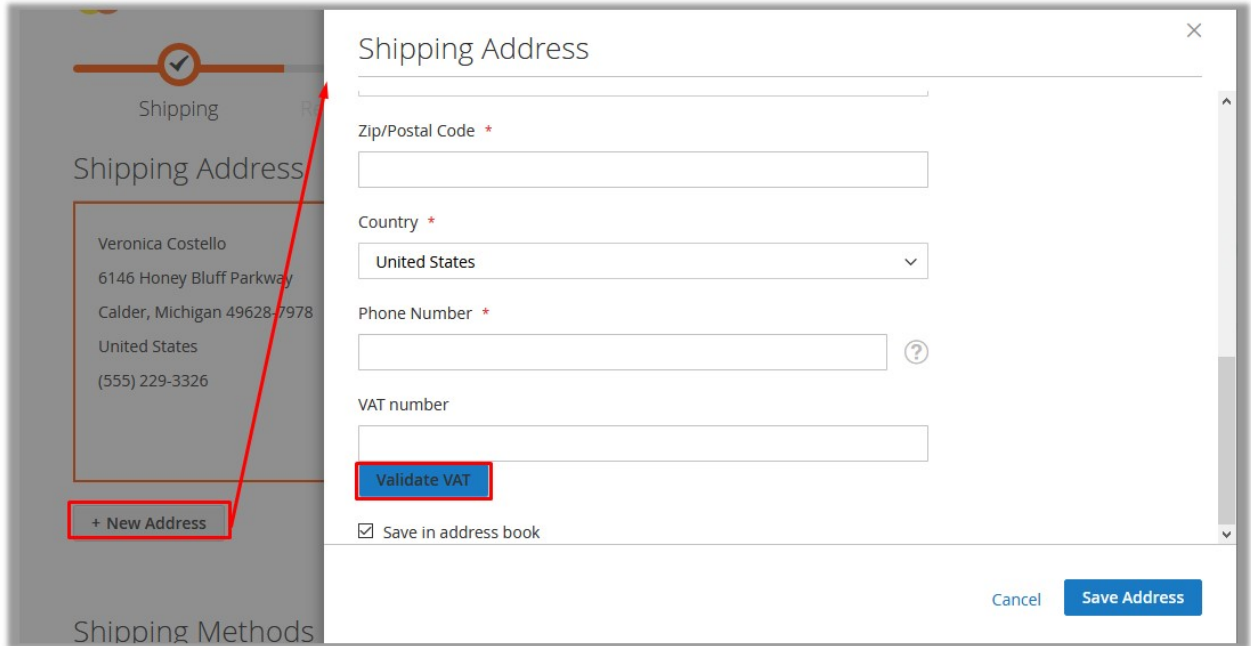 Shipping
Shipping Address
Veronica Costello
6146 Honey Bluff Parkway
Calder, Michigan 49628-7978
United States
(555) 229-3326
+ New Address
Shipping Methods
Shipping Address
Zip/Postal Code *
Country *
United States
Phone Number *
VAT number
Validate VAT
Save in address book
Cancel
Save Address